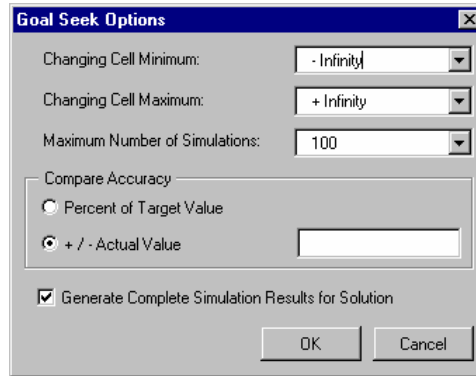 Goal Seek Options
Changing Cell Minimum: - Infinity
Changing Cell Maximum: + Infinity
Maximum Number of Simulations: 100
Compare Accuracy
Percent of Target Value
+ / - Actual Value
Generate Complete Simulation Results for Solution
OK Cancel